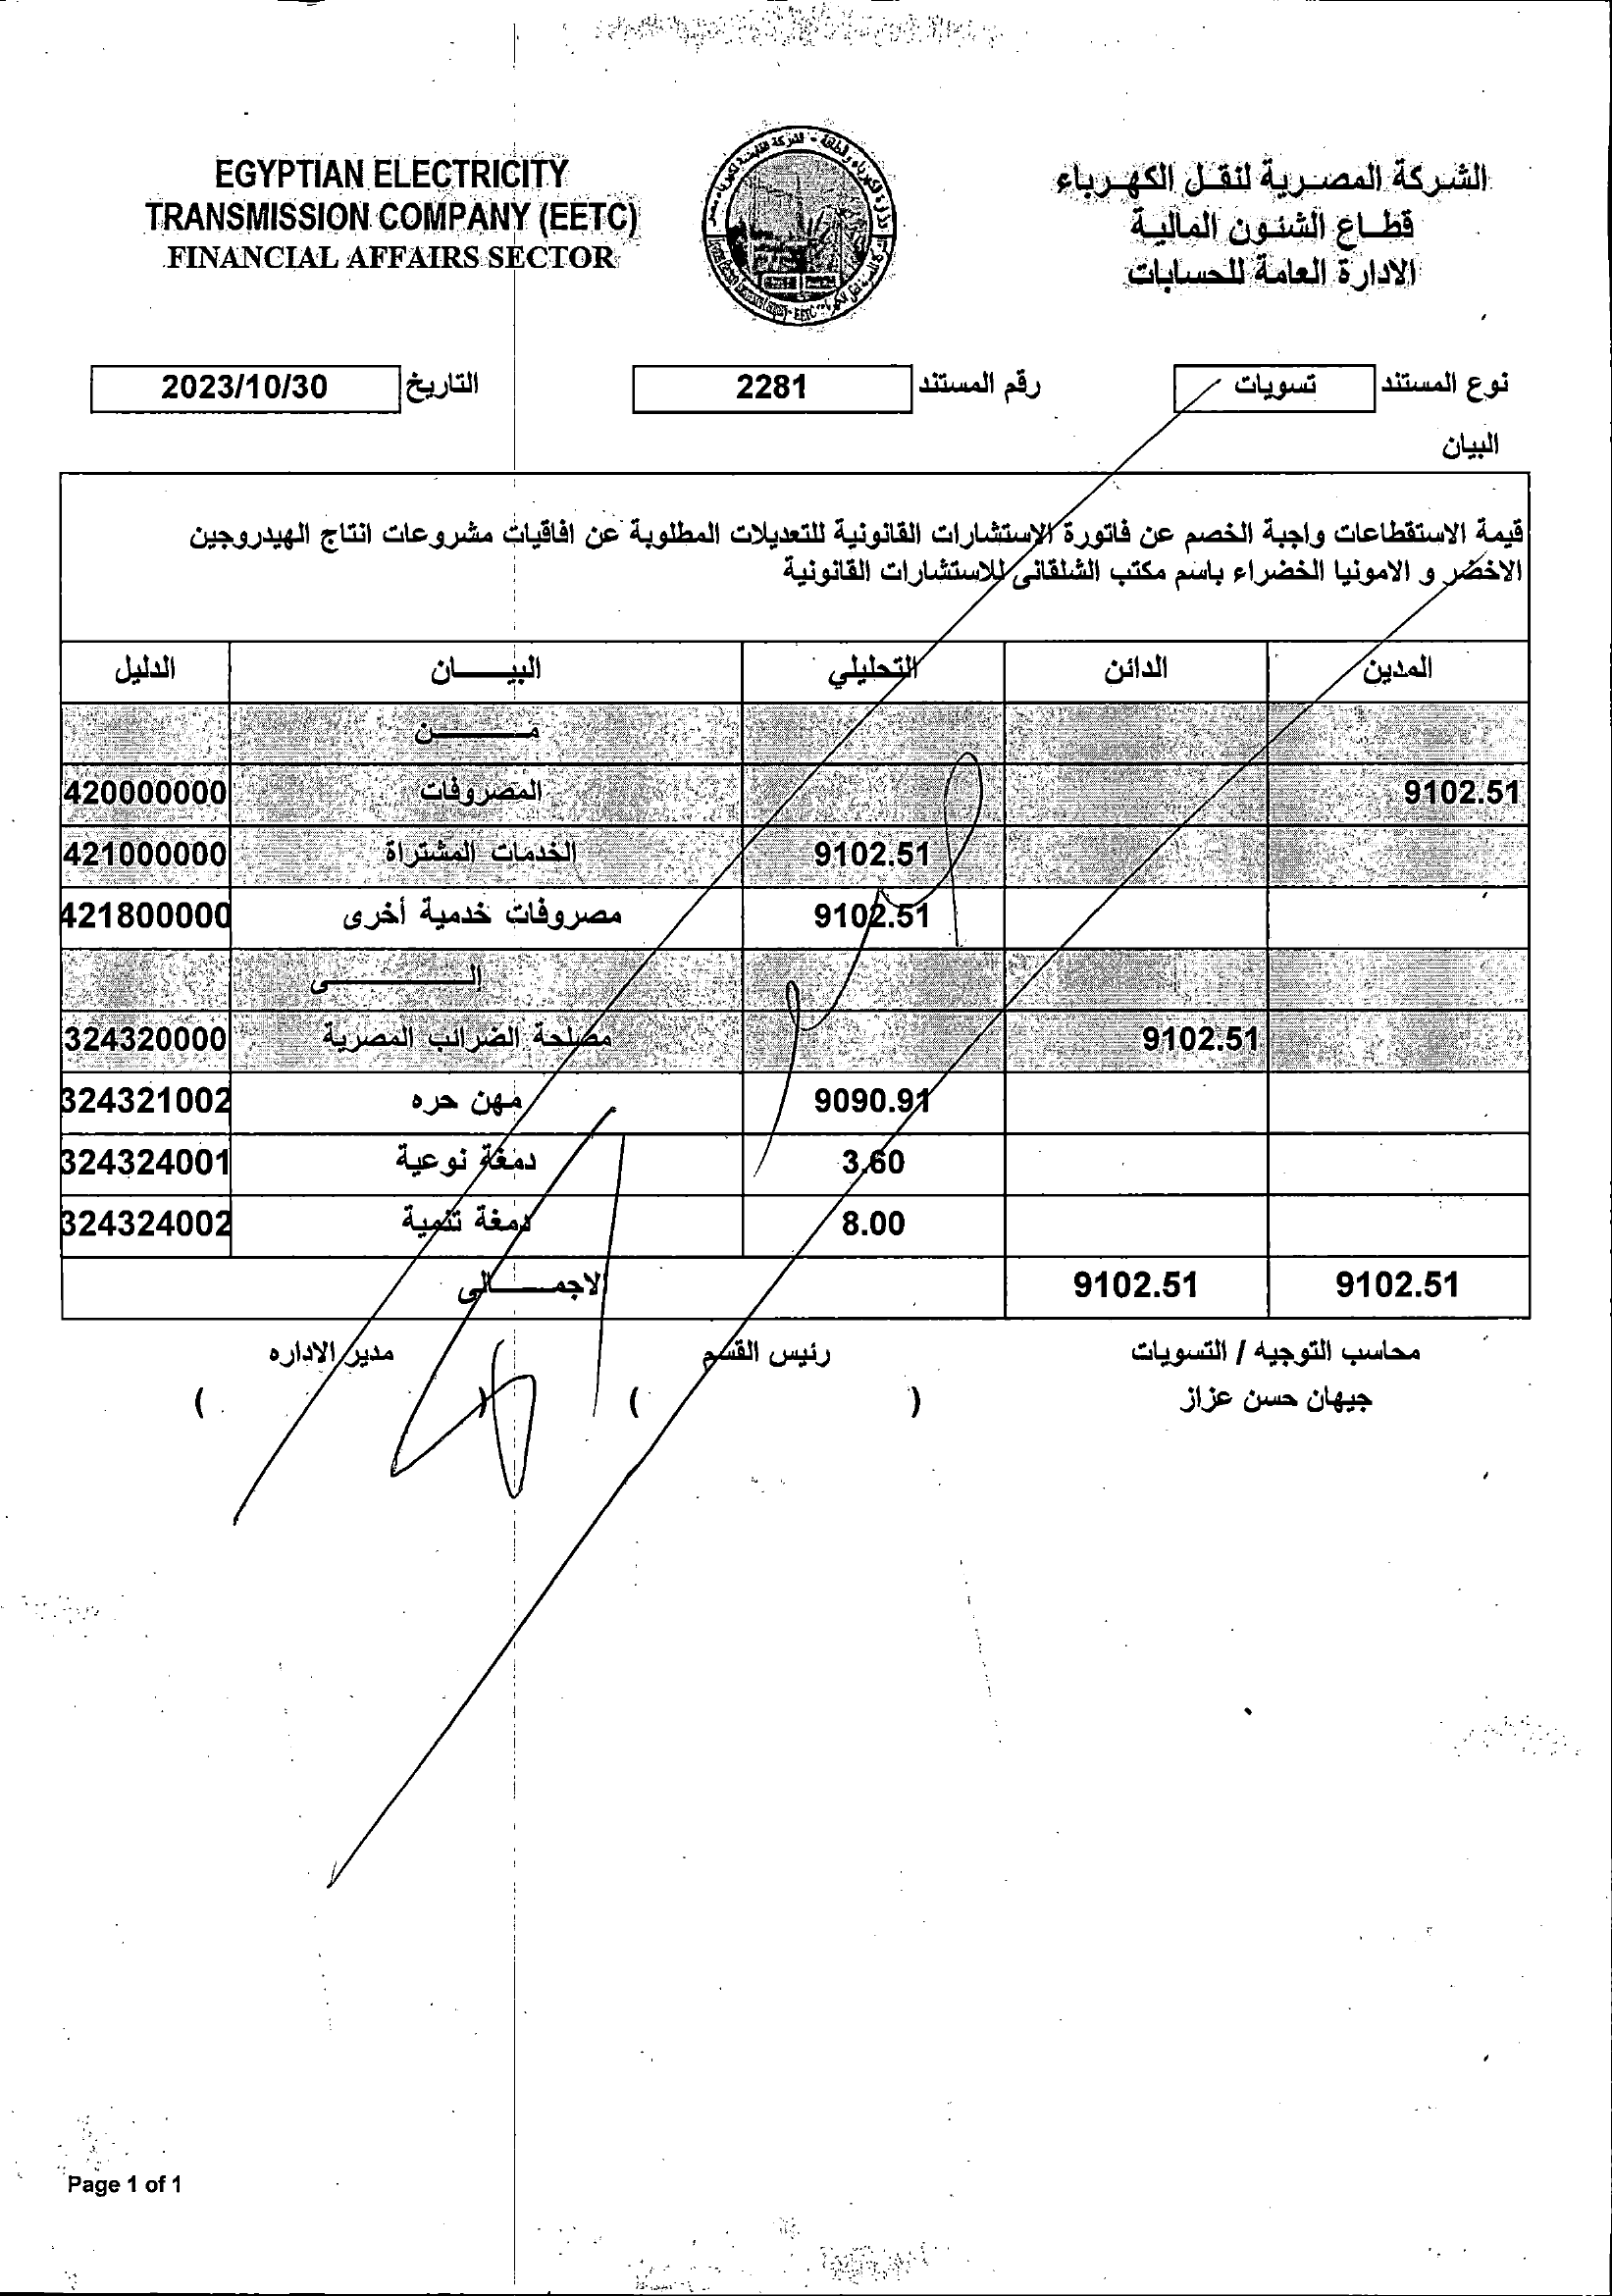 EGYPTIAN ELECTRICITY
TRANSMISSION COMPANY (EETC)
FINANCIAL AFFAIRS SECTOR
الشركة المصرية لنقل الكهرباء
قطاع الشئون المالية
الادارة العامة للحسابات
نوع المستند تسويات رقم المستند 2281 التاريخ 2023/10/30
البيان
قيمة الاستقطاعات واجبة الخصم عن فاتورة الاستشارات القانونية للتعديلات المطلوبة عن افاقيات مشروعات انتاج الهيدروجين
الاخضر و الامونيا الخضراء باسم مكتب الشلقانى للاستشارات القانونية
المدين الدائن التحليلي البيـــان الدليل
مــــن
9102.51 المصروفات 420000000
9102.51 الخدمات المشتراة 421000000
9102.51 مصروفات خدمية أخرى 421800000
إلــــى
9102.51 مصلحة الضرائب المصرية 324320000
9090.91 مهن حره 324321002
3.60 دمغة نوعية 324324001
8.00 دمغة تنمية 324324002
9102.51 9102.51 الاجمـــالى
محاسب التوجيه / التسويات رئيس القسم مدير الاداره
جيهان حسن عزاز ( ) ( )
Page 1 of 1